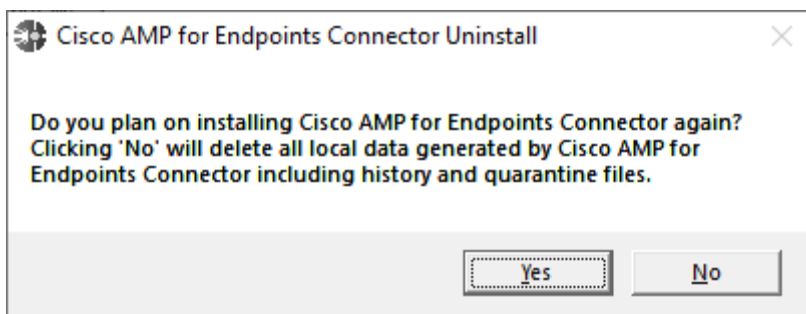 Cisco AMP for Endpoints Connector Uninstall
Do you plan on installing Cisco AMP for Endpoints Connector again?
Clicking 'No' will delete all local data generated by Cisco AMP for
Endpoints Connector including history and quarantine files.
Yes
No